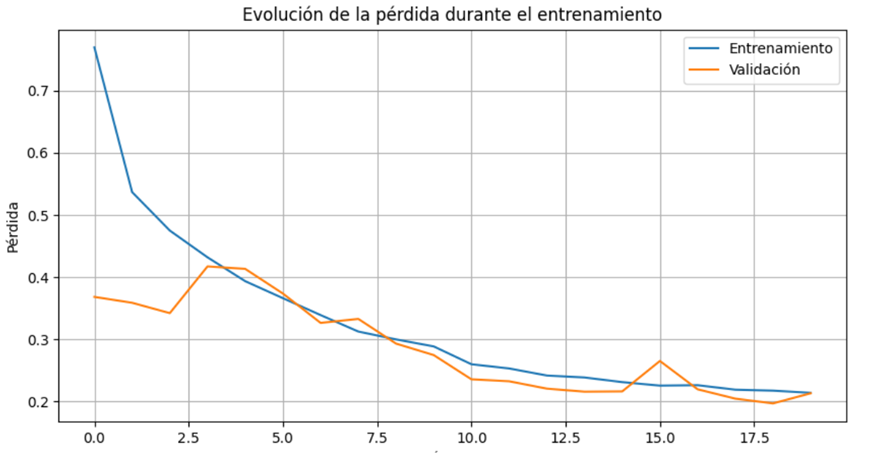 Evolución de la pérdida durante el entrenamiento
Entrenamiento
Validación
0.7
0.6
0.5
0.4
0.3
0.2
Pérdida
0.0 2.5 5.0 7.5 10.0 12.5 15.0 17.5